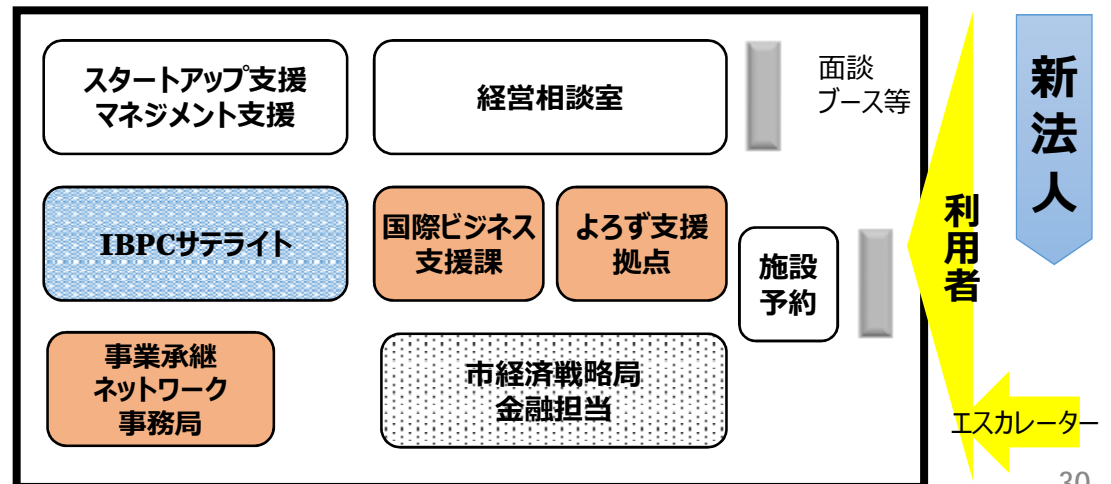 スタートアップ支援
マネジメント支援
経営相談室
面談
ブース等
新法人
IBPCサテライト
国際ビジネス
支援課
よろず支援
拠点
施設
予約
利用者
事業承継
ネットワーク
事務局
市経済戦略局
金融担当
エスカレーター
30